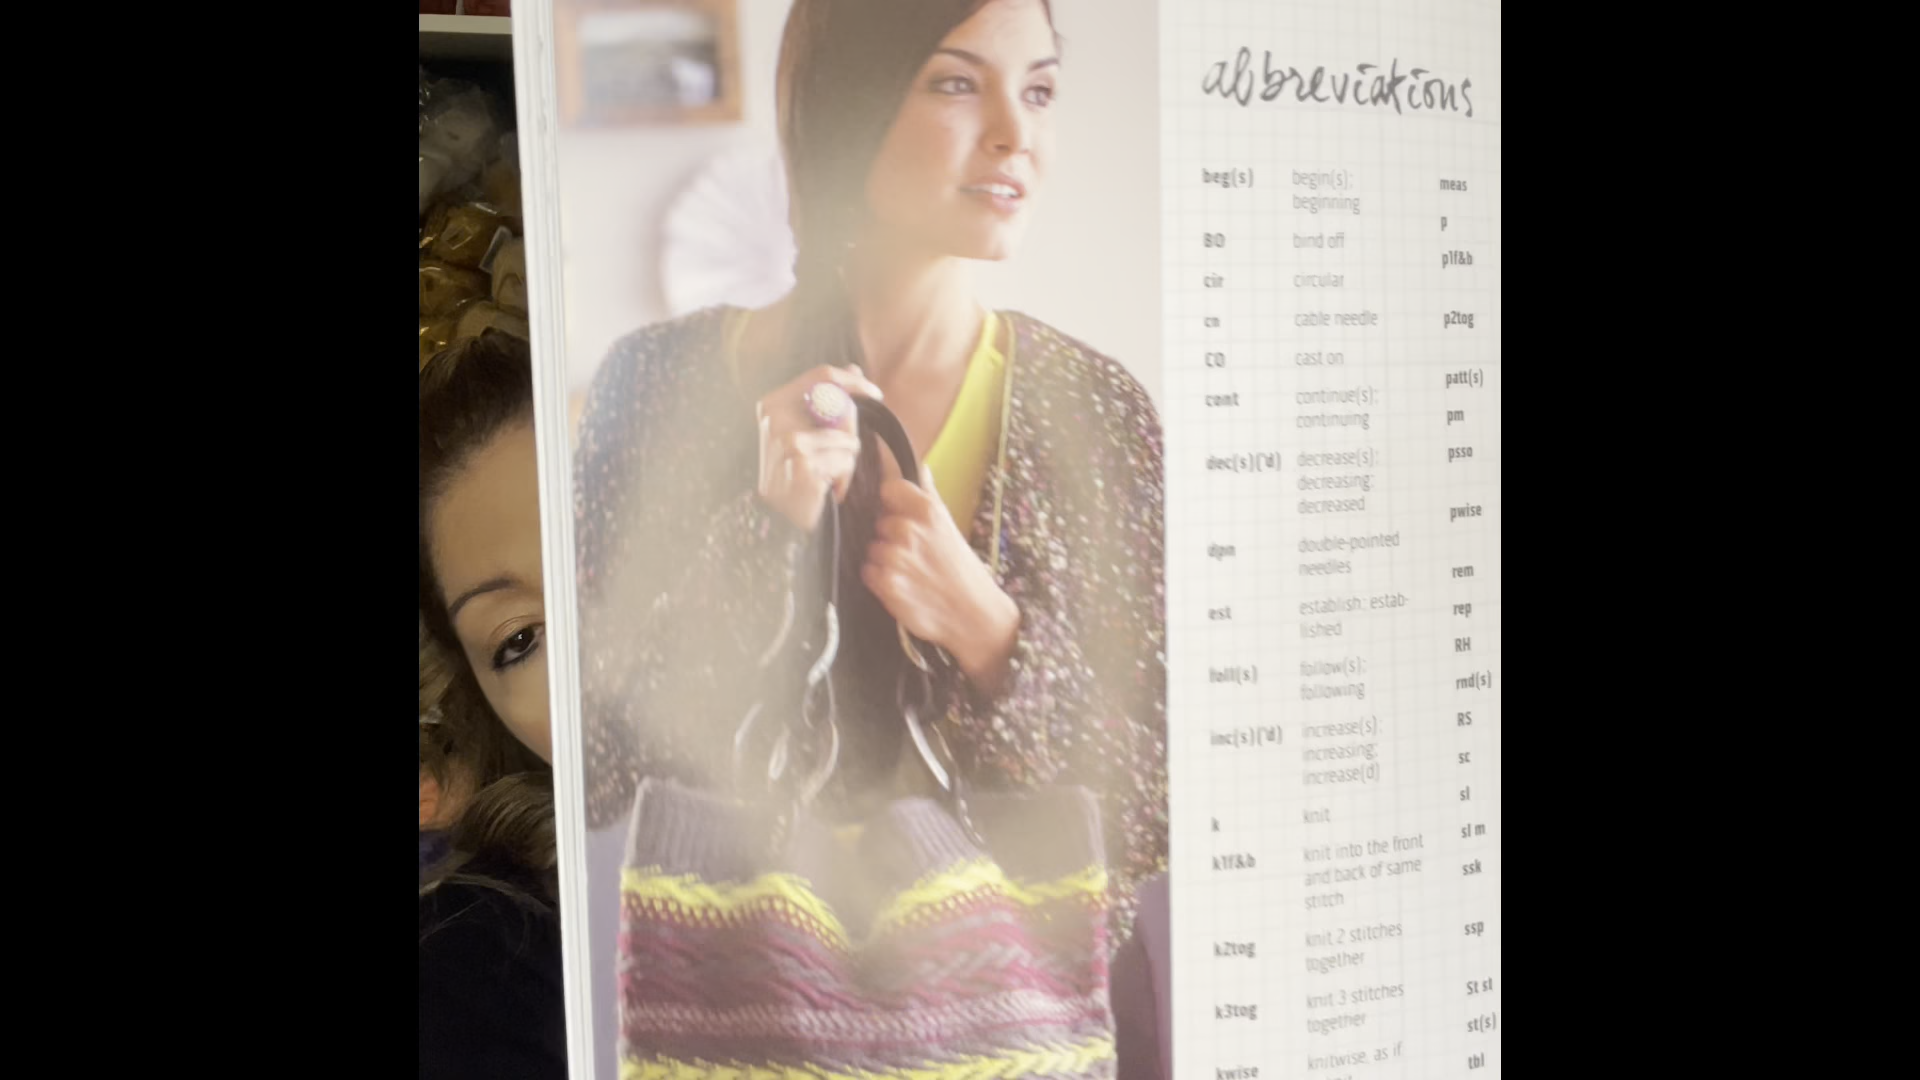 abbreviations
beg(s) begin(s);
beginning
BO bind off
cir circular
cn cable needle
CO cast on
cont continue(s);
continuing
dec(s)('d) decrease(s);
decreasing;
decreased
dpn double-pointed
needles
est establish; estab-
lished
foll(s) follow(s);
following
inc(s)('d) increase(s);
increasing;
increase(d)
k knit
k1f&b knit into the front
and back of same
stitch
k2tog knit 2 stitches
together
k3tog knit 3 stitches
together
kwise knitwise, as if
meas
p
p1f&b
p2tog
patt(s)
pm
psso
pwise
rem
rep
RH
rnd(s)
RS
sc
sl
sl m
ssk
ssp
St st
st(s)
tbl